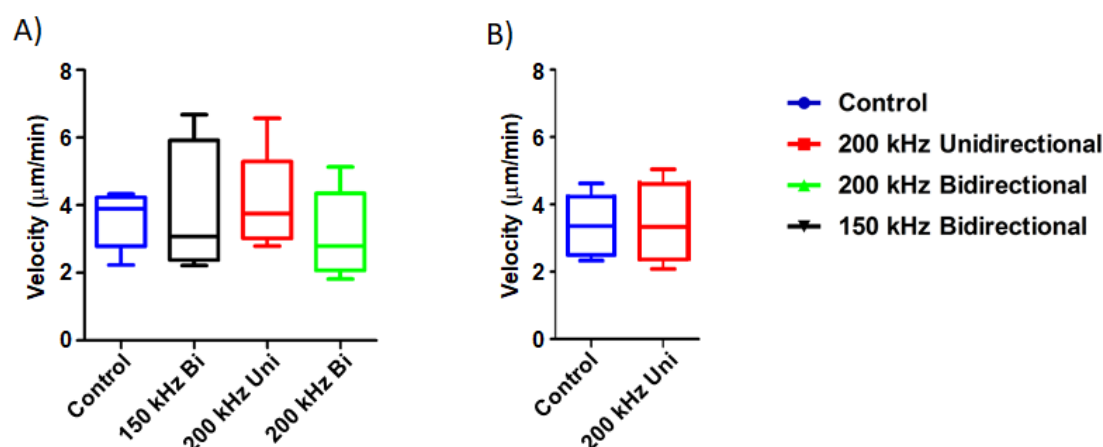 A)
Velocity (µm/min)
8
6
4
2
0
Control
150 kHz Bi
200 kHz Uni
200 kHz Bi
B)
Velocity (µm/min)
8
6
4
2
0
Control
200 kHz Uni
Control
200 kHz Unidirectional
200 kHz Bidirectional
150 kHz Bidirectional